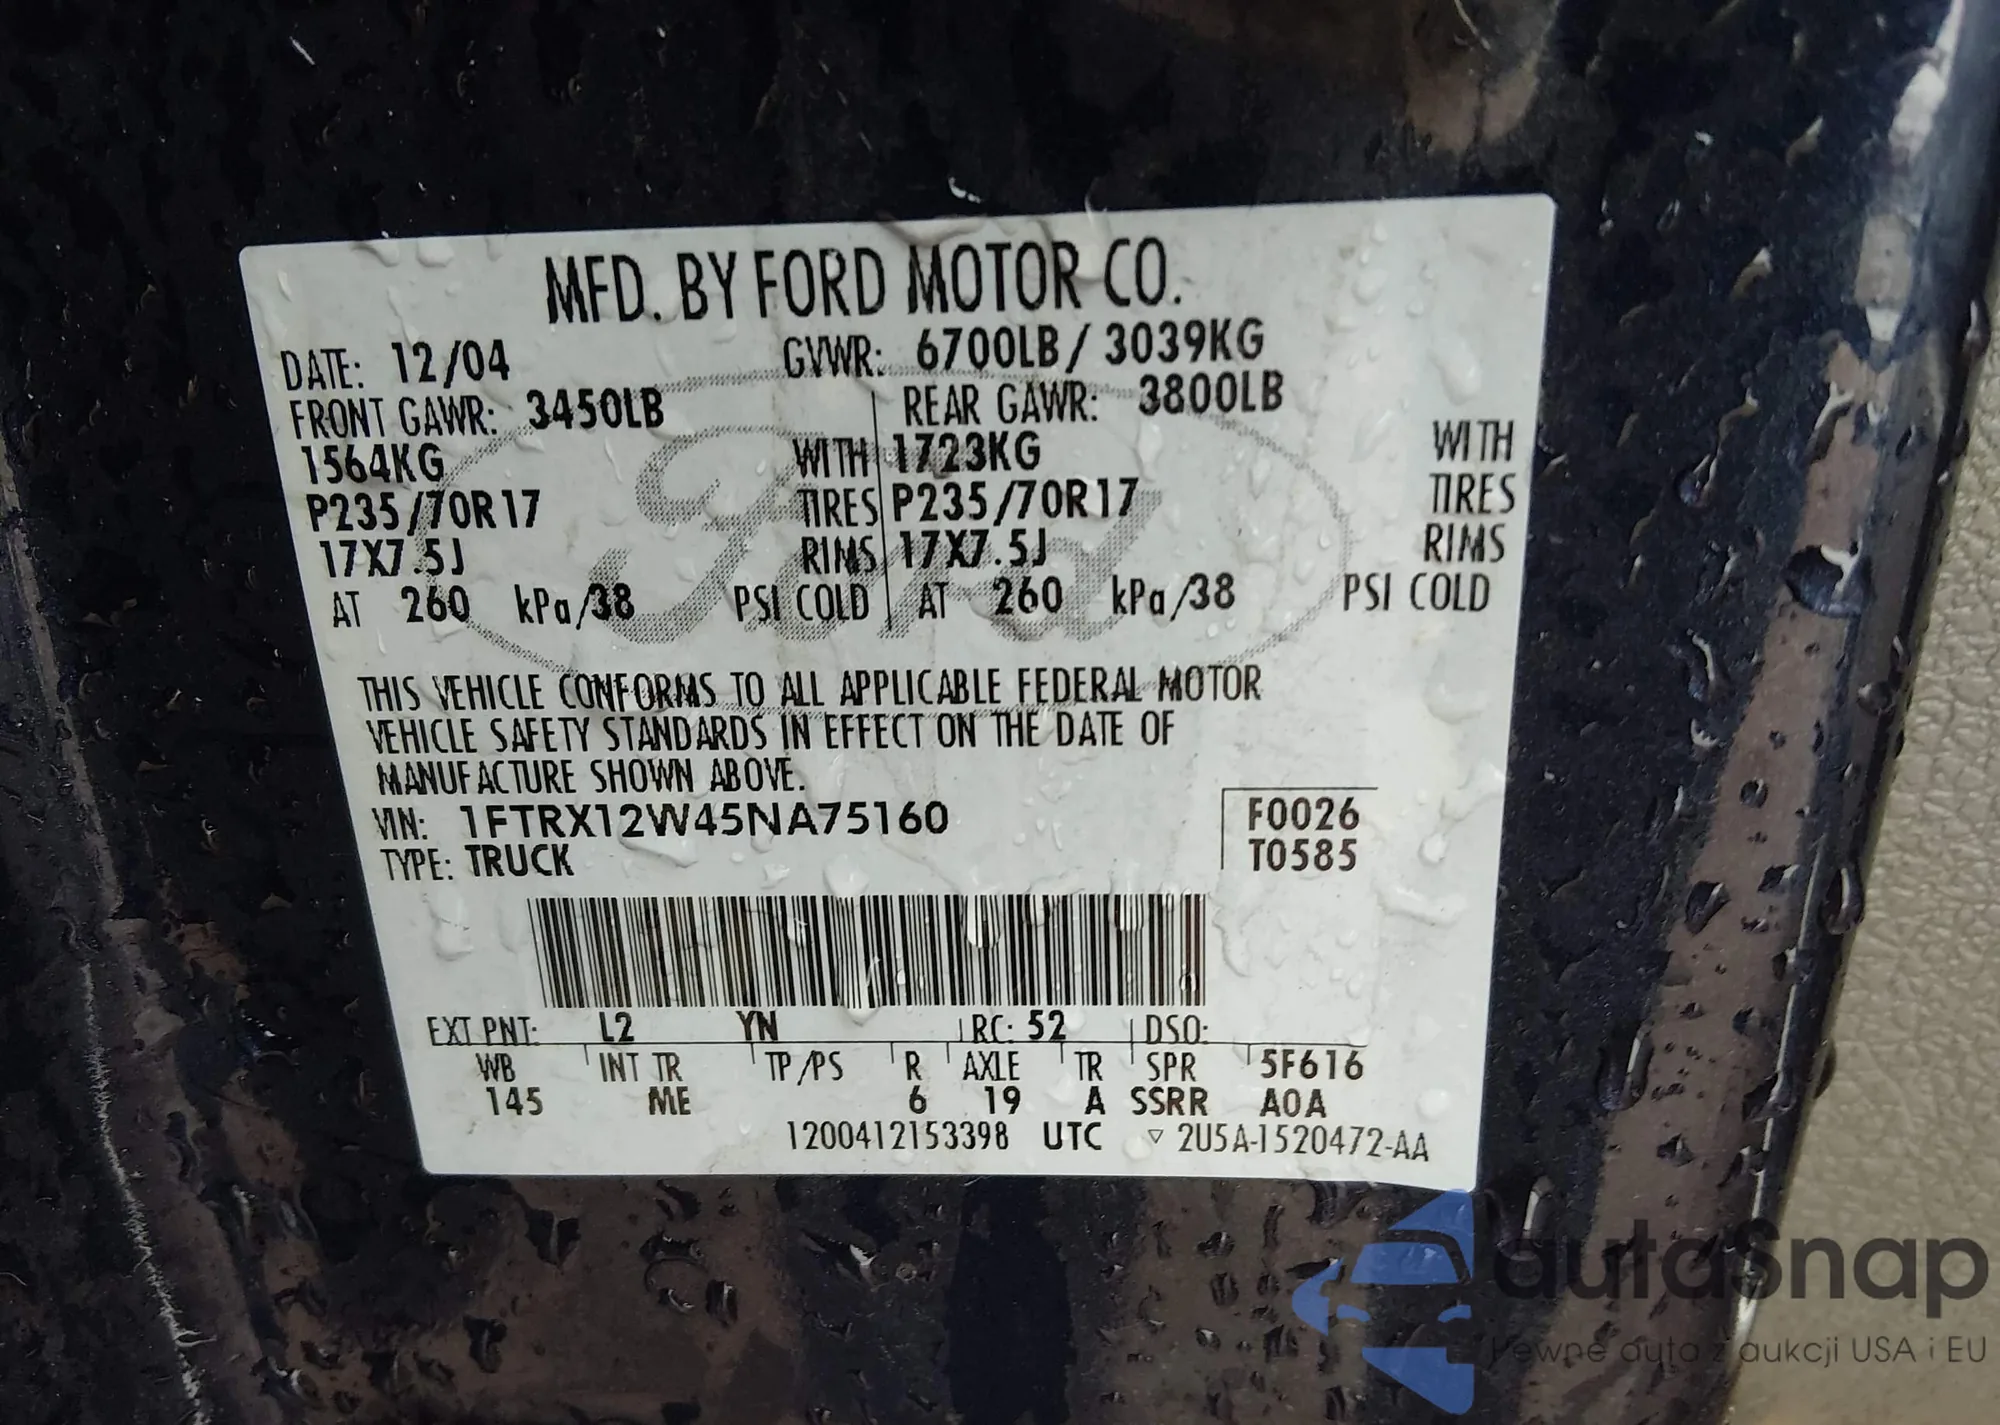 MFD. BY FORD MOTOR CO.
DATE: 12/04 GVWR: 6700LB / 3039KG
FRONT GAWR: 3450LB REAR GAWR: 3800LB
1564KG WITH 1723KG WITH
P235/70R17 TIRES P235/70R17 TIRES
17X7.5J RIMS 17X7.5J RIMS
AT 260 kPa/38 PSI COLD AT 260 kPa/38 PSI COLD
Ford
THIS VEHICLE CONFORMS TO ALL APPLICABLE FEDERAL MOTOR
VEHICLE SAFETY STANDARDS IN EFFECT ON THE DATE OF
MANUFACTURE SHOWN ABOVE.
VIN: 1FTRX12W45NA75160 F0026
TYPE: TRUCK T0585
EXT PNT: L2 YN RC: 52 DSO:
WB INT TR TP/PS R AXLE TR SPR 5F616
145 ME 6 19 A SSRR A0A
1200412153398 UTC ▽ 2U5A-1520472-AA
autoSnap
Pewne auta z aukcji USA i EU